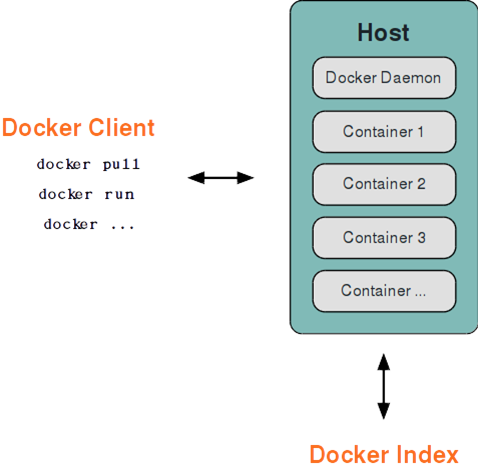 Host
Docker Daemon
Container 1
Container 2
Container 3
Container ...
Docker Client
docker pull
docker run
docker ...
Docker Index